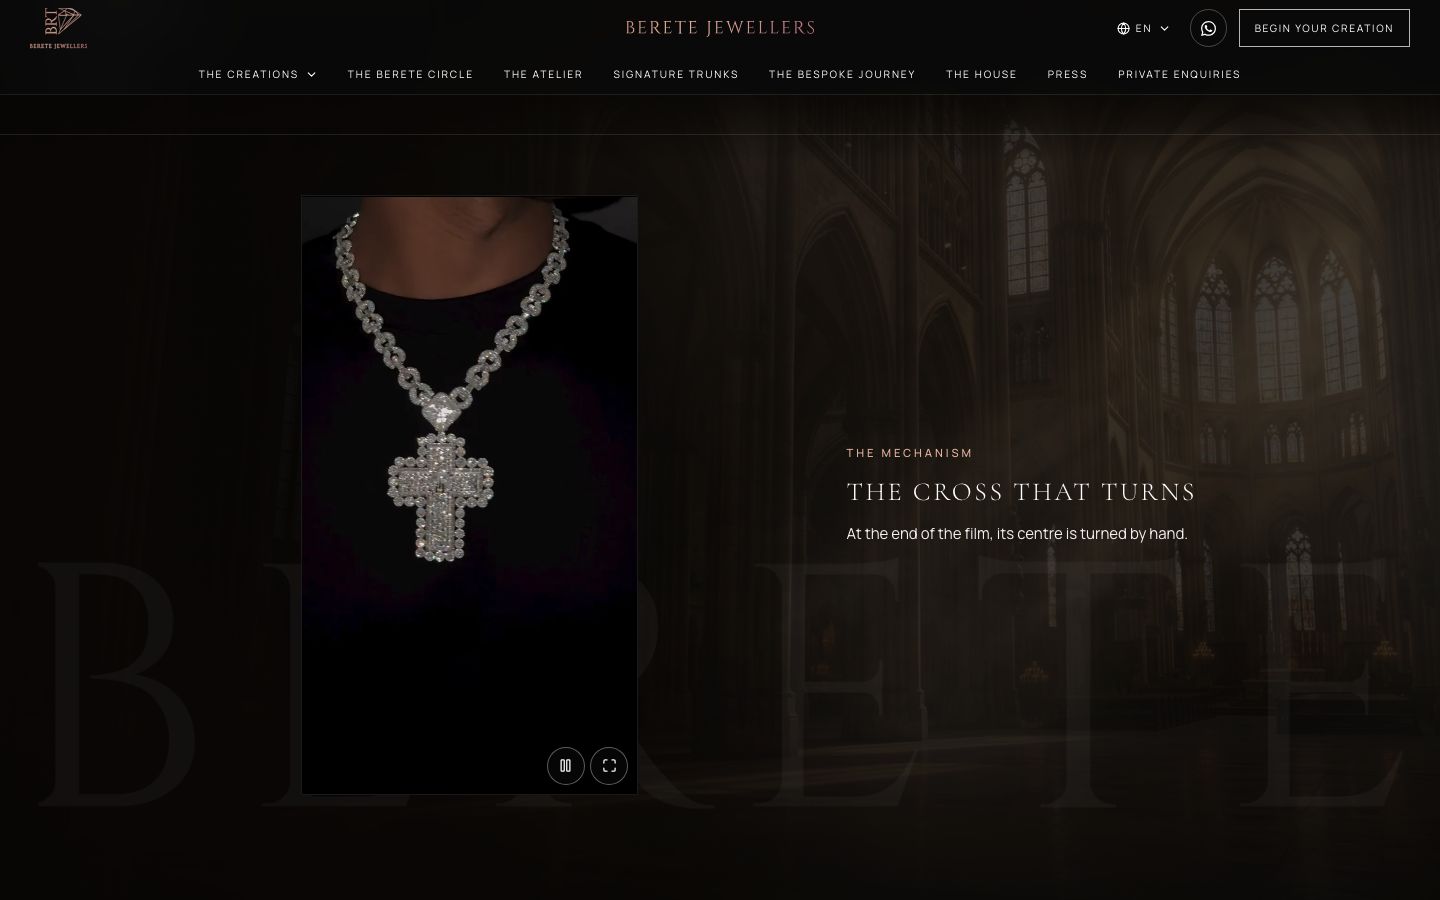 BRT
BERETE JEWELLERS
BERETE JEWELLERS
EN
BEGIN YOUR CREATION
THE CREATIONS
THE BERETE CIRCLE
THE ATELIER
SIGNATURE TRUNKS
THE BESPOKE JOURNEY
THE HOUSE
PRESS
PRIVATE ENQUIRIES
THE MECHANISM
THE CROSS THAT TURNS
At the end of the film, its centre is turned by hand.
BERETE